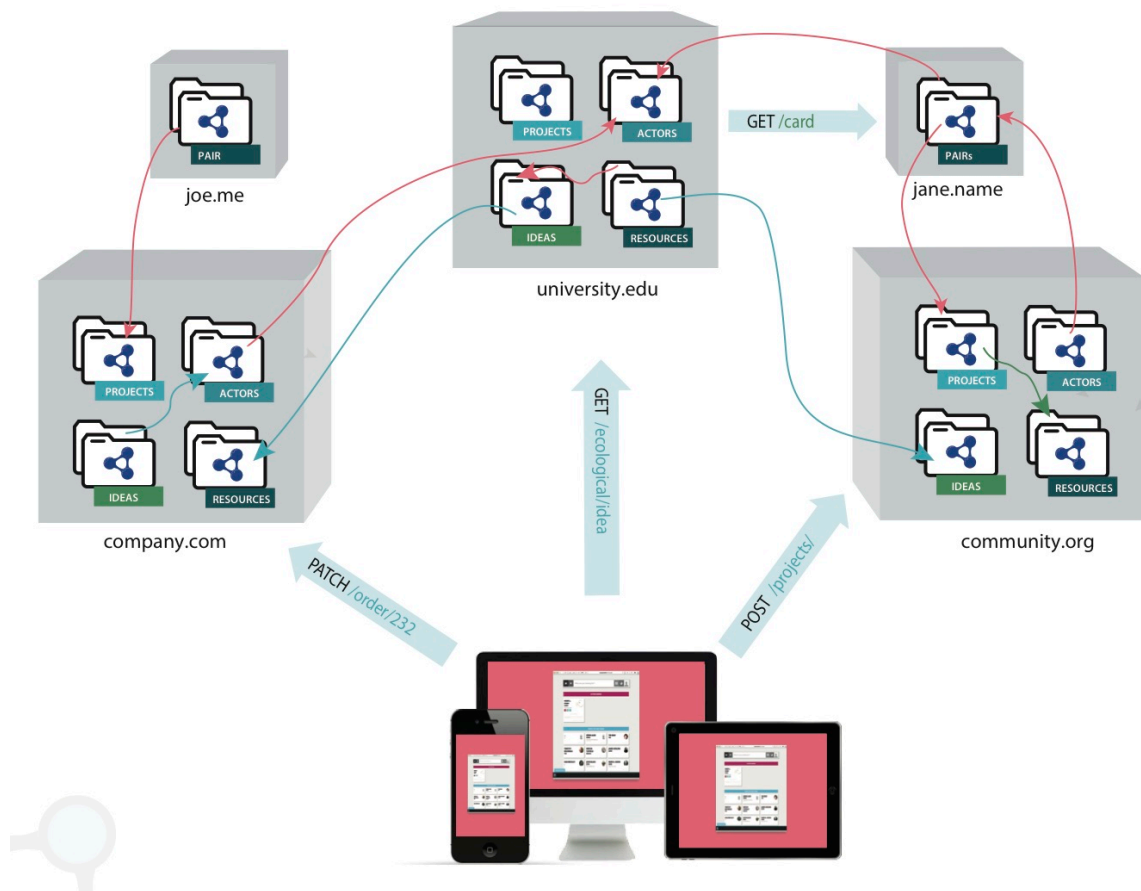 PROJECTS
ACTORS
IDEAS
RESOURCES
university.edu
PAIR
joe.me
GET /card
PAIRs
jane.name
PROJECTS
ACTORS
IDEAS
RESOURCES
company.com
GET /ecological/idea
PROJECTS
ACTORS
IDEAS
RESOURCES
community.org
PATCH /order/232
POST /projects/